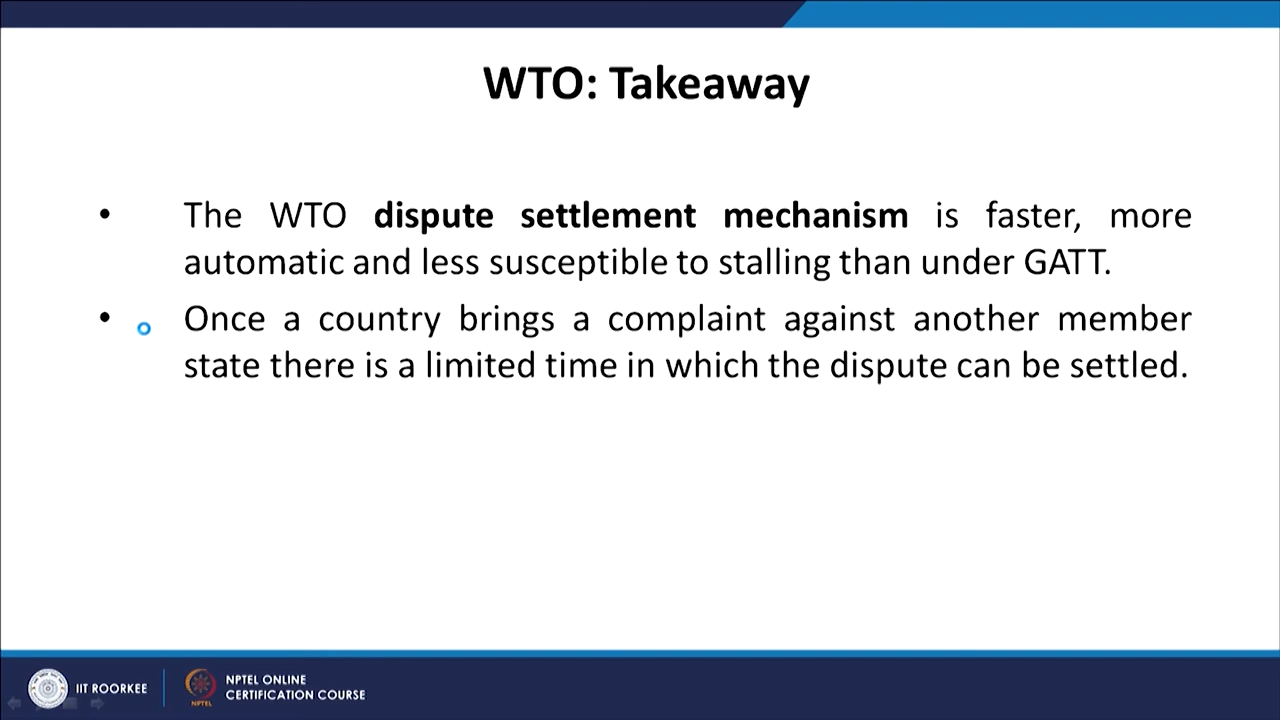 WTO: Takeaway
• The WTO dispute settlement mechanism is faster, more
automatic and less susceptible to stalling than under GATT.
• Once a country brings a complaint against another member
state there is a limited time in which the dispute can be settled.
IIT ROORKEE
NPTEL
NPTEL ONLINE
CERTIFICATION COURSE